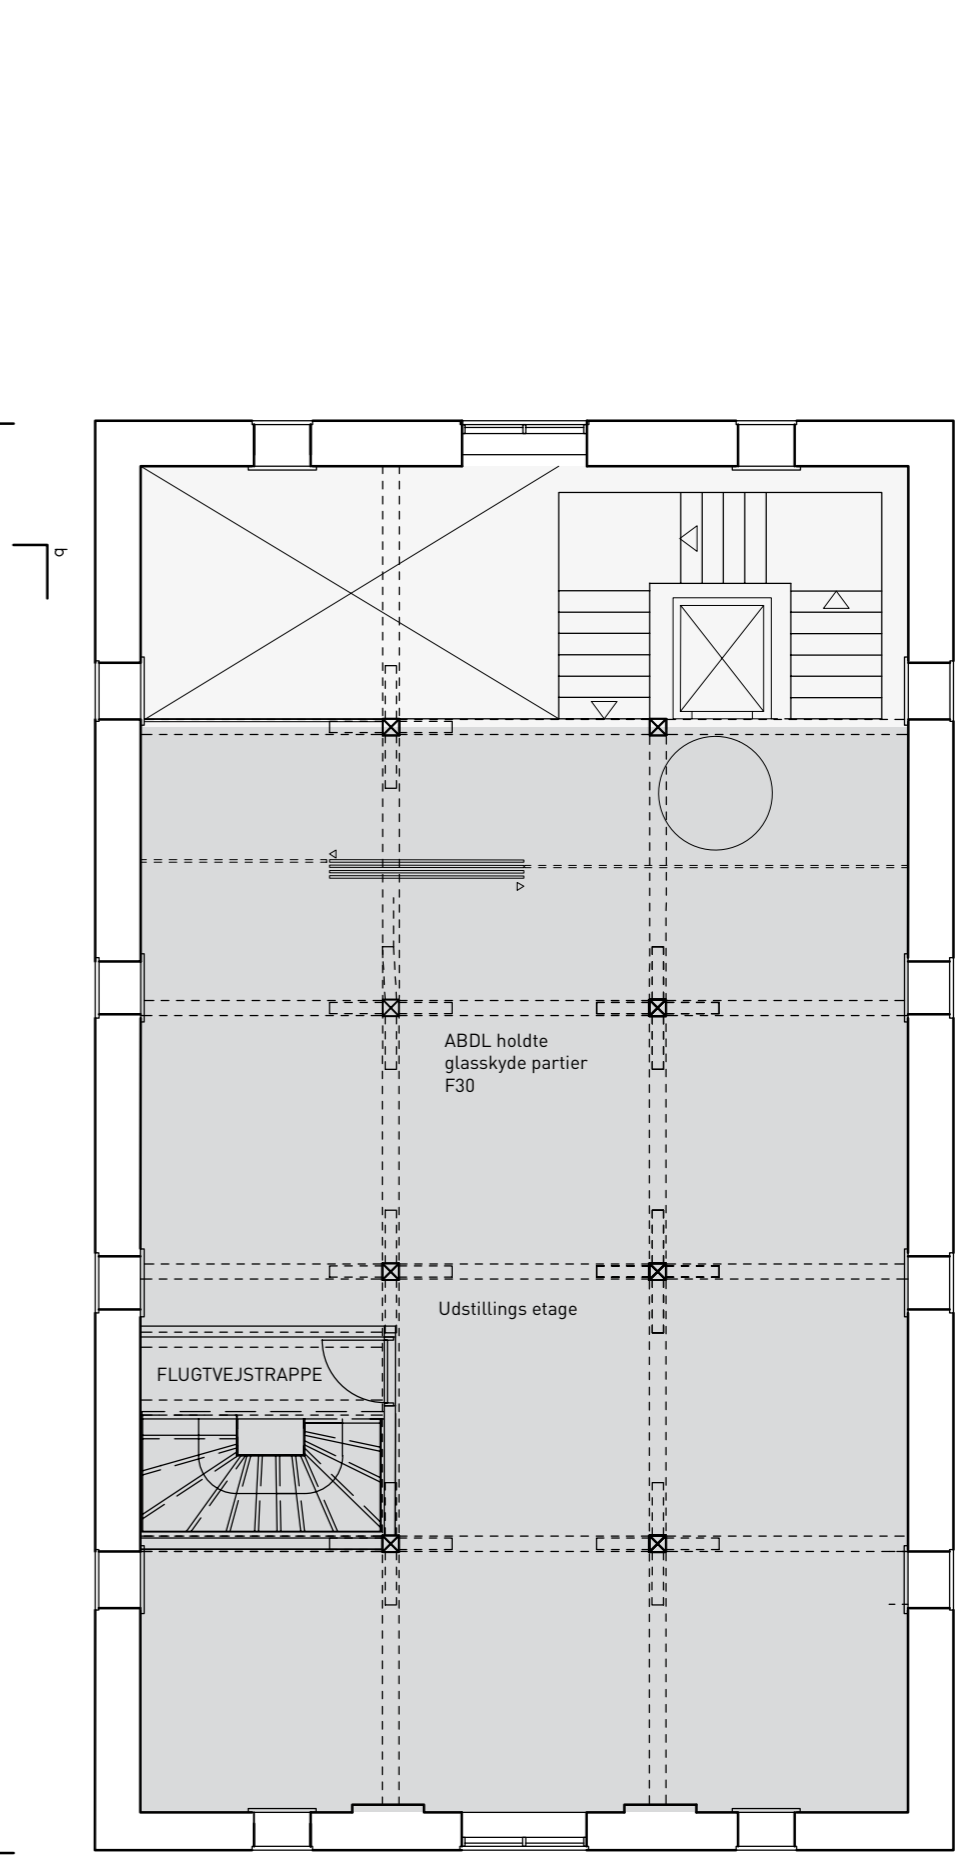 b
ABDL holdte
glasskyde partier
F30
Udstillings etage
FLUGTVEJSTRAPPE